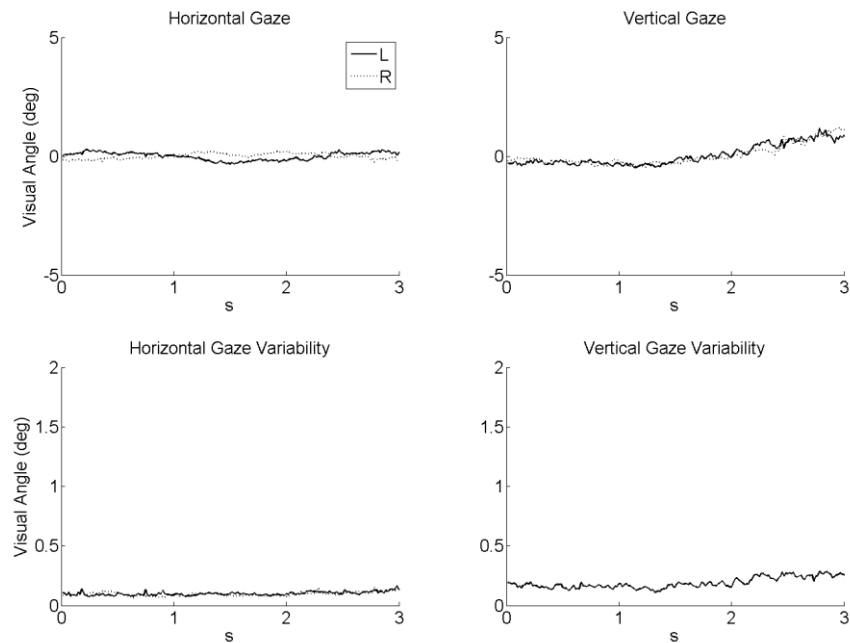 Horizontal Gaze
Vertical Gaze
5
0
-5
Visual Angle (deg)
L
R
0 1 2 3
s
5
0
-5
0 1 2 3
s
Horizontal Gaze Variability
Vertical Gaze Variability
2
1.5
1
0.5
0
Visual Angle (deg)
0 1 2 3
s
2
1.5
1
0.5
0
0 1 2 3
s